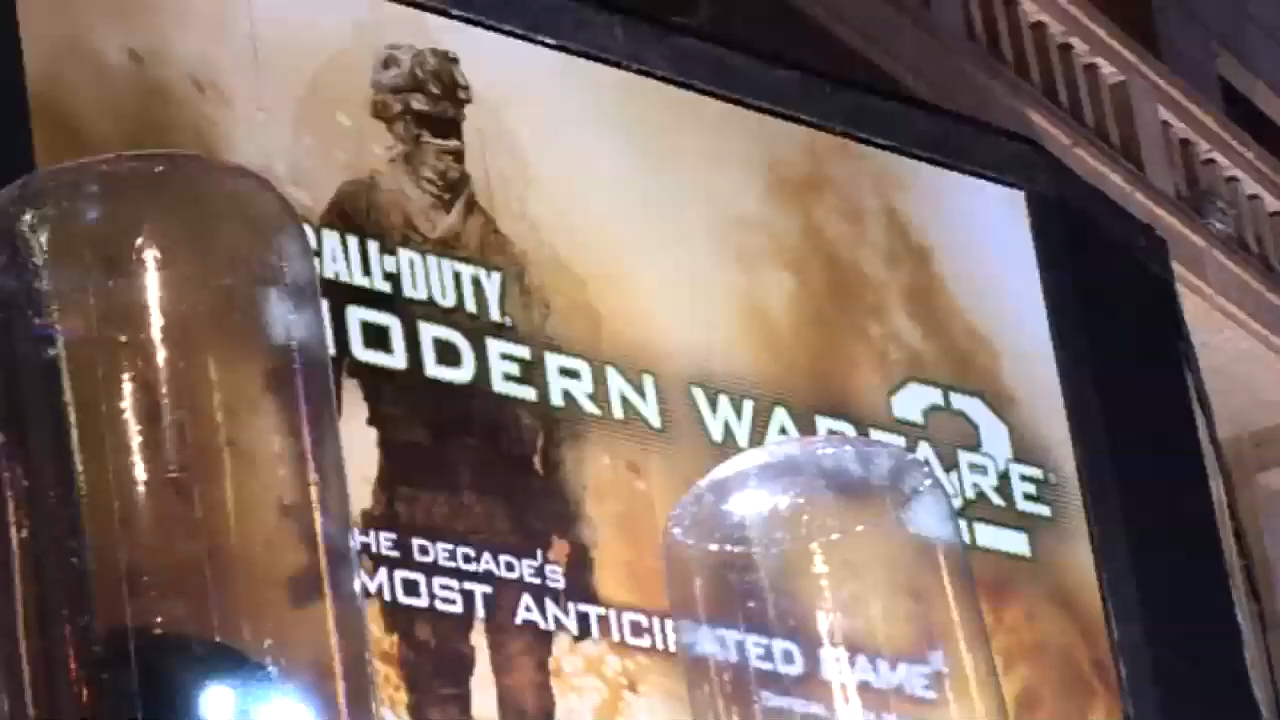 CALL·DUTY
MODERN WARFARE
2
THE DECADE'S
MOST ANTICIPATED GAME"